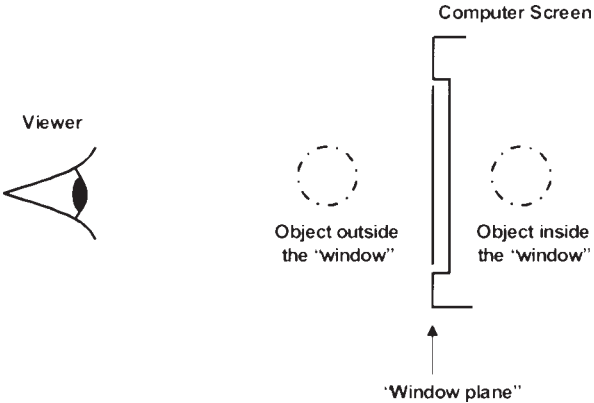 Computer Screen
Viewer
Object outside
the "window"
Object inside
the "window"
"Window plane"